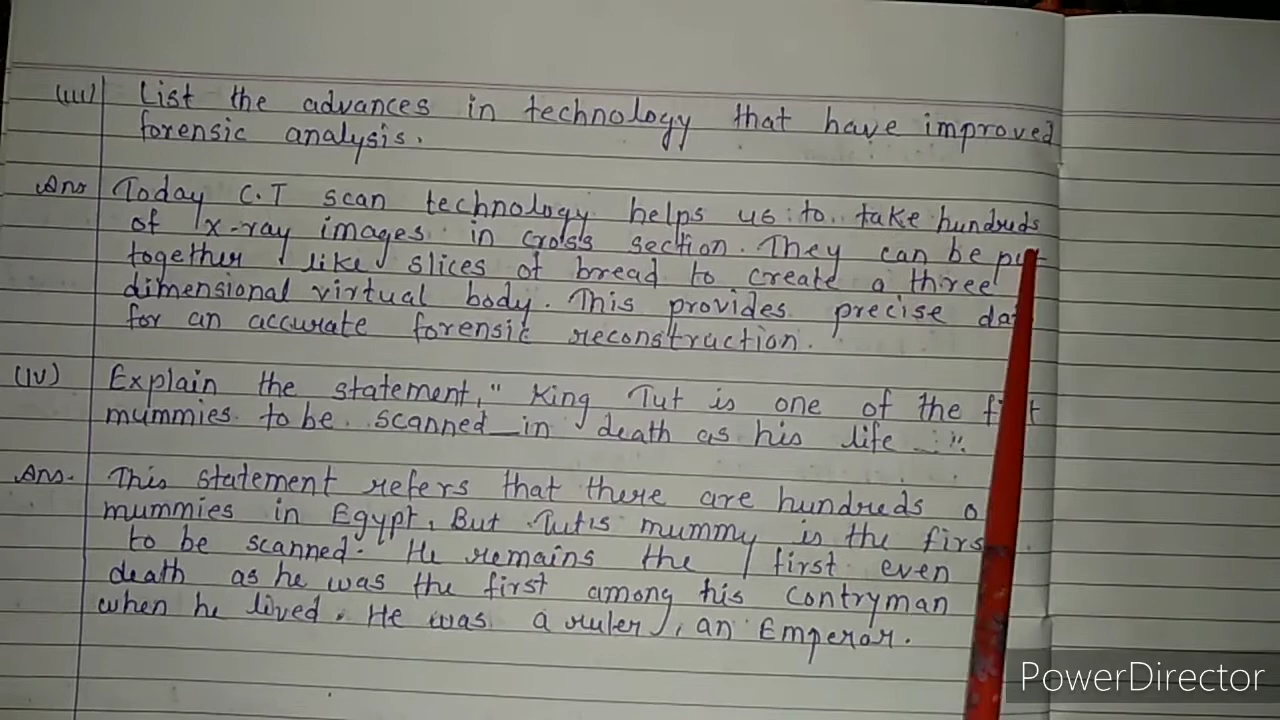 (iii) List the advances in technology that have improved
forensic analysis.
Ans Today C.T scan technology helps us to take hundreds
of x-ray images in cross section. They can be put
together like slices of bread to create a three
dimensional virtual body. This provides precise
for an accurate forensic reconstruction.
(iv) Explain the statement, " King Tut is one of the
mummies to be scanned in death as his life ".
Ans. This statement refers that there are hundreds
mummies in Egypt, But Tut's mummy is the
to be scanned. He remains the first even
death as he was the first among his contryman
when he lived. He was a ruler, an Emperor.
PowerDirector